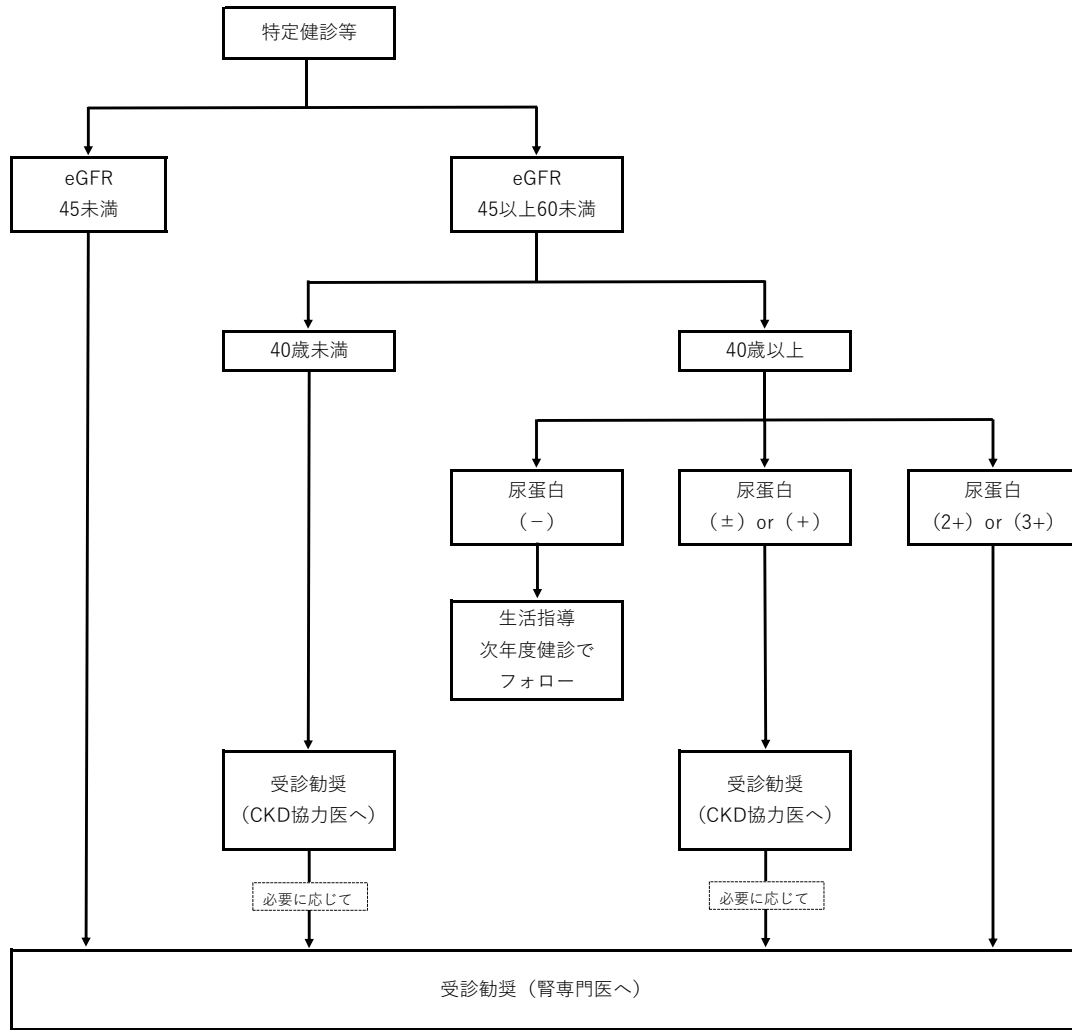 特定健診等
eGFR
45未満
eGFR
45以上60未満
40歳未満
40歳以上
尿蛋白
（－）
尿蛋白
（±）or（+）
尿蛋白
（2+）or（3+）
生活指導
次年度健診で
フォロー
受診勧奨
（CKD協力医へ）
受診勧奨
（CKD協力医へ）
必要に応じて
必要に応じて
受診勧奨（腎専門医へ）